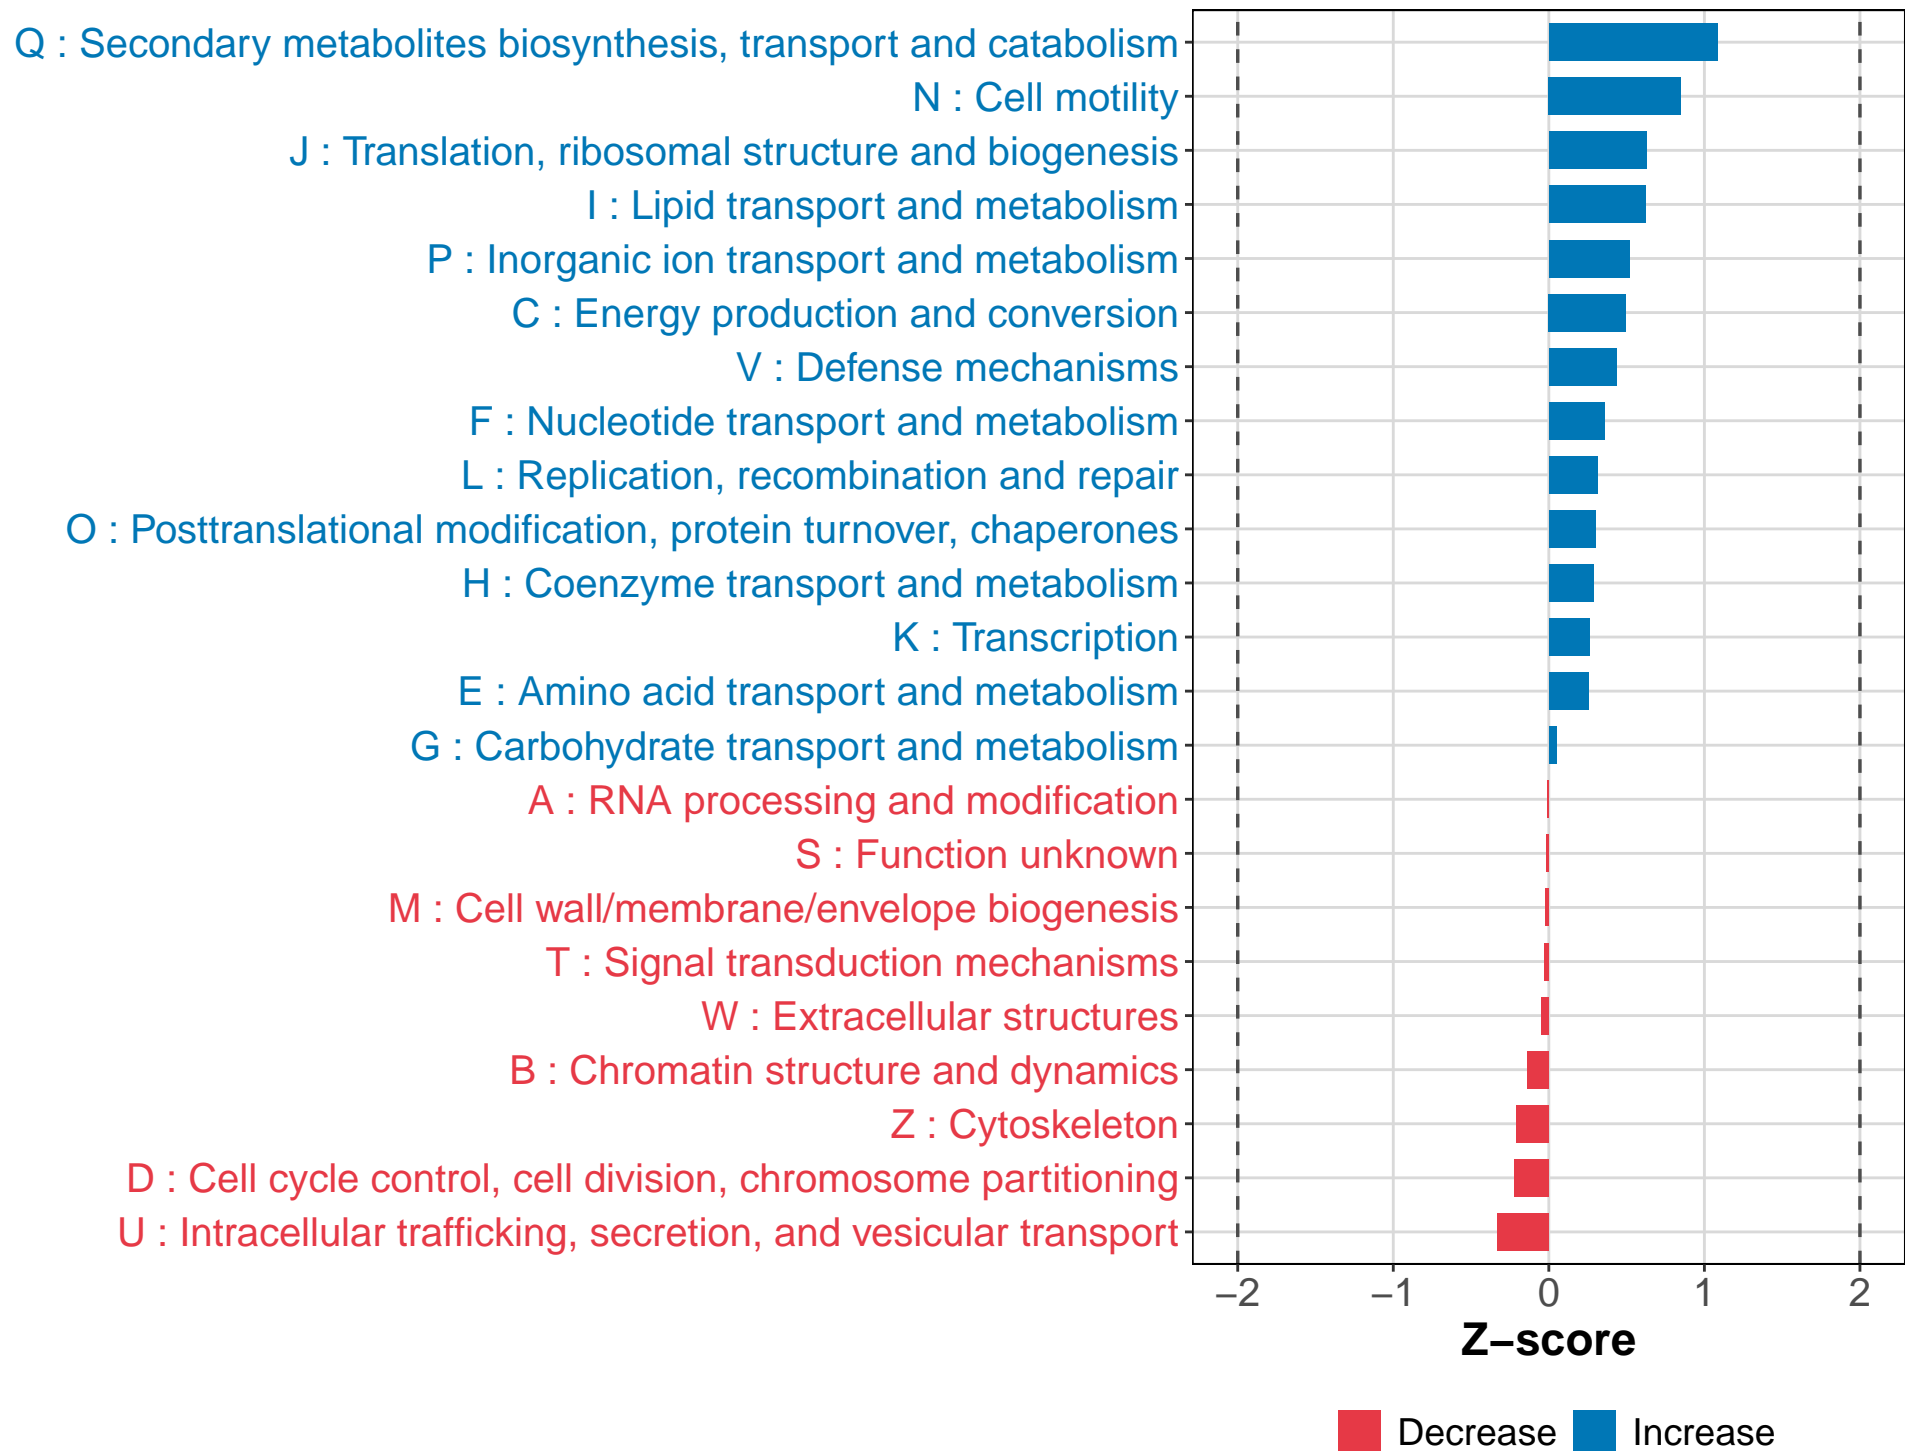 Q : Secondary metabolites biosynthesis, transport and catabolism
N : Cell motility
J : Translation, ribosomal structure and biogenesis
I : Lipid transport and metabolism
P : Inorganic ion transport and metabolism
C : Energy production and conversion
V : Defense mechanisms
F : Nucleotide transport and metabolism
L : Replication, recombination and repair
O : Posttranslational modification, protein turnover, chaperones
H : Coenzyme transport and metabolism
K : Transcription
E : Amino acid transport and metabolism
G : Carbohydrate transport and metabolism
A : RNA processing and modification
S : Function unknown
M : Cell wall/membrane/envelope biogenesis
T : Signal transduction mechanisms
W : Extracellular structures
B : Chromatin structure and dynamics
Z : Cytoskeleton
D : Cell cycle control, cell division, chromosome partitioning
U : Intracellular trafficking, secretion, and vesicular transport
−2 −1 0 1 2
Z−score
Decrease Increase